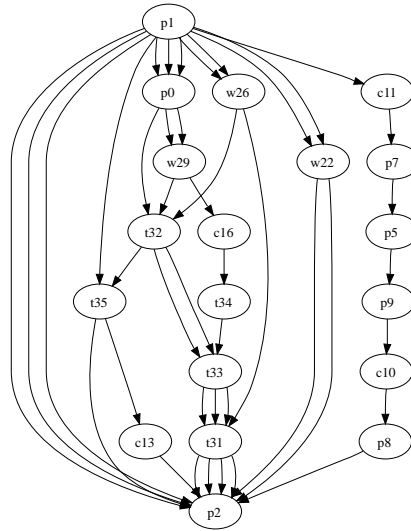 p1
p0 w26 c11
w29 w22 p7
t32 c16 p5
t35 t34 p9
t33 c10
c13 t31 p8
p2